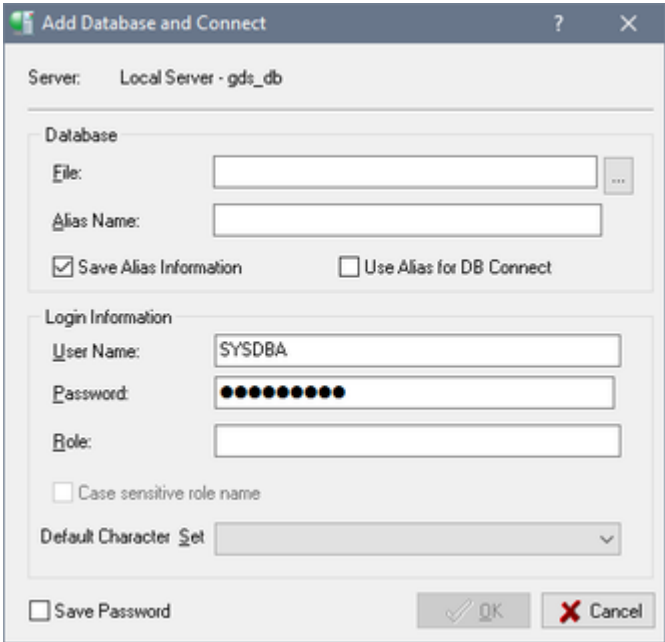 Add Database and Connect ?
Server: Local Server - gds_db
Database
File: ...
Alias Name:
Save Alias Information Use Alias for DB Connect
Login Information
User Name: SYSDBA
Password: ●●●●●●●●●
Role:
Case sensitive role name
Default Character Set
Save Password OK Cancel